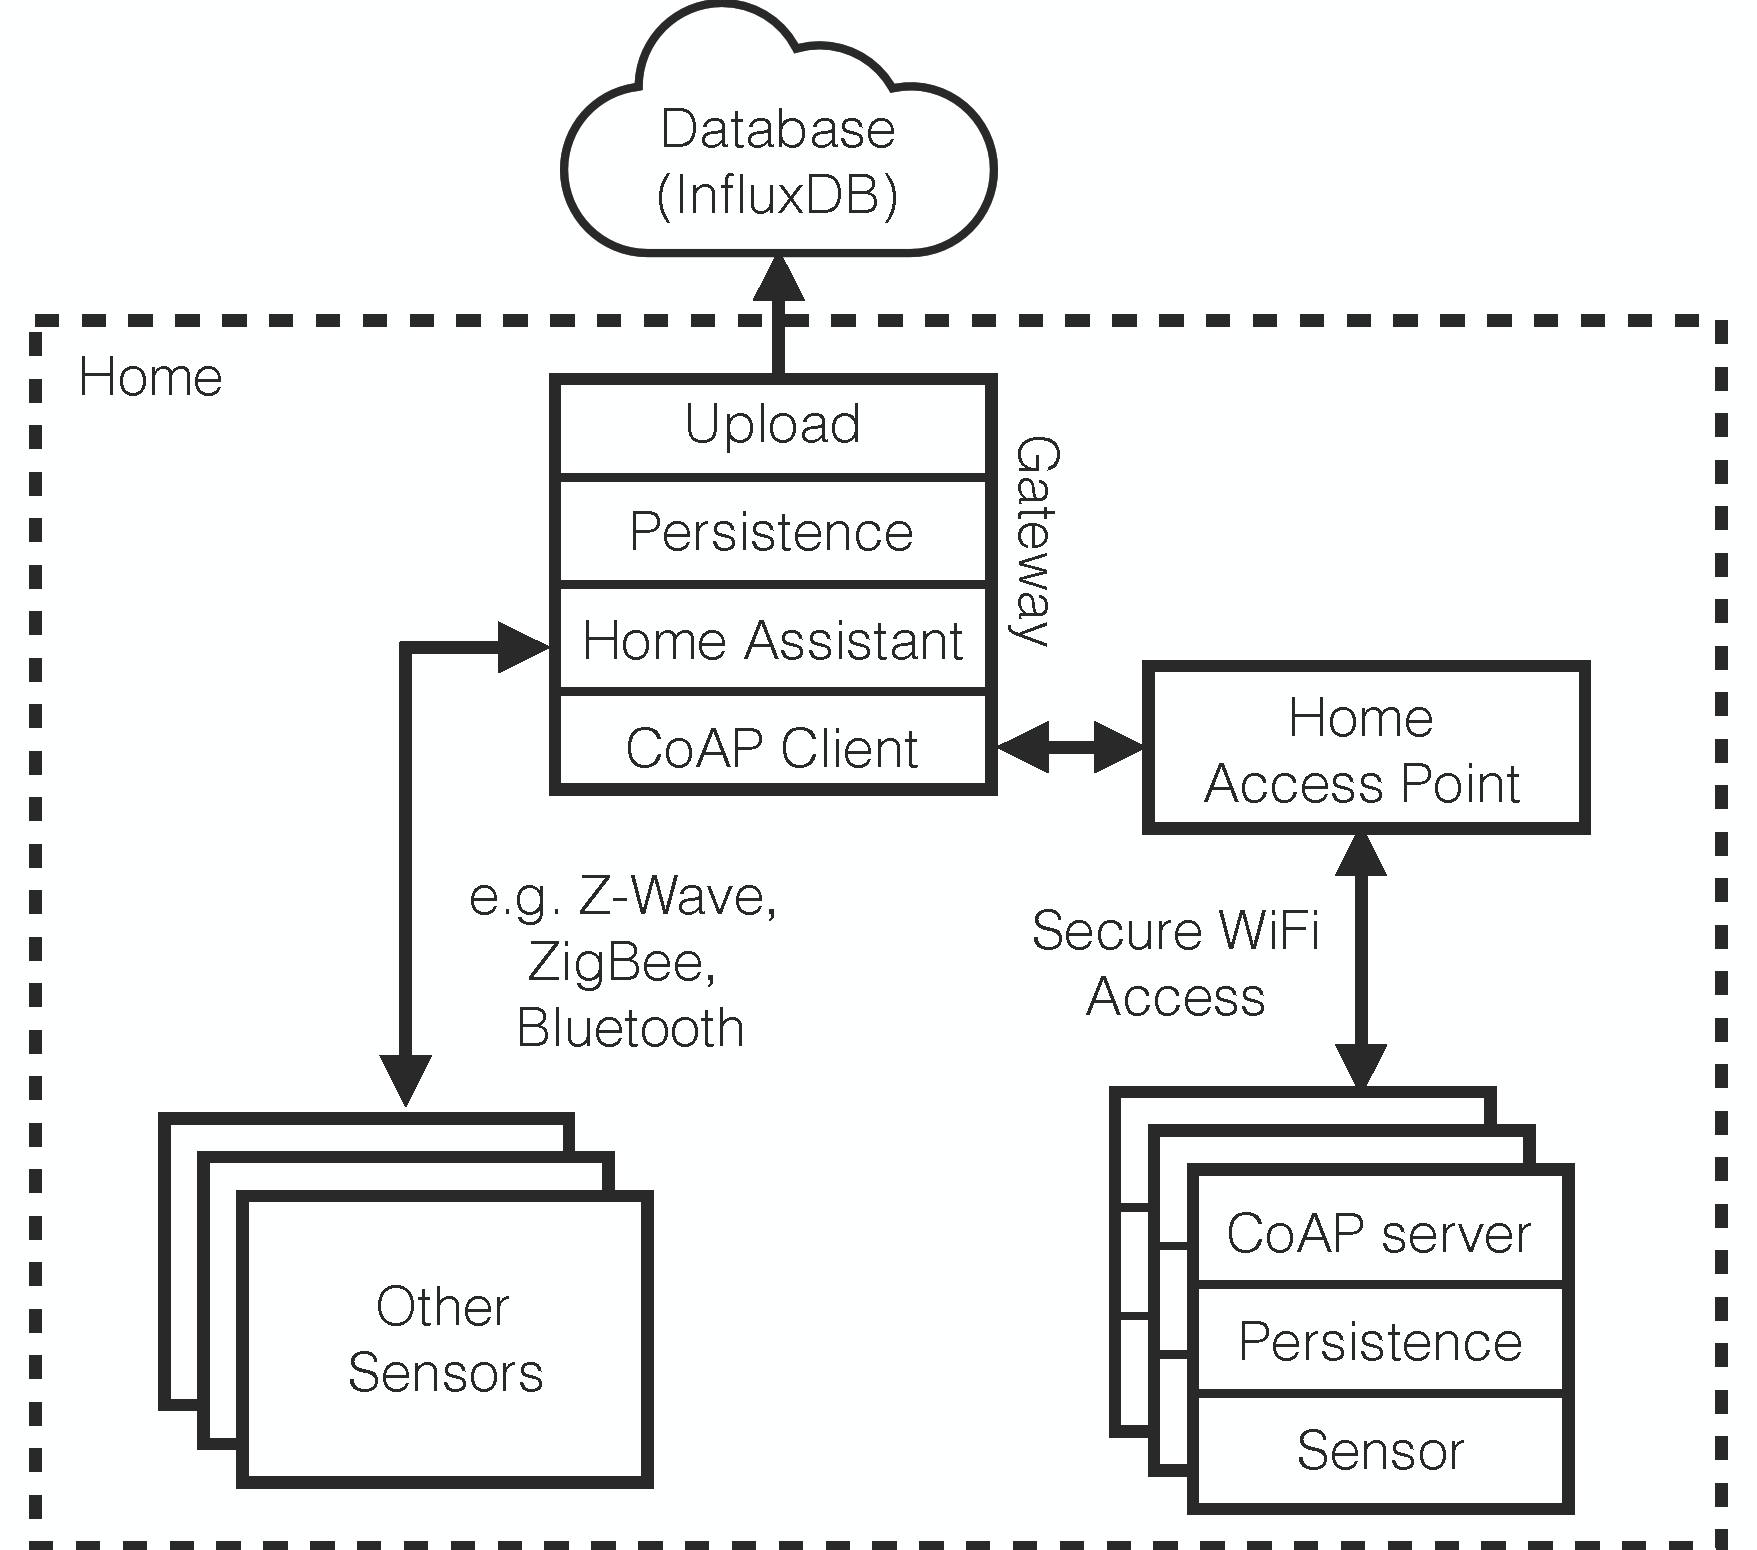 Database
(InfluxDB)
Home
Upload
Persistence
Home Assistant
CoAP Client
Gateway
Home
Access Point
e.g. Z-Wave,
ZigBee,
Bluetooth
Secure WiFi
Access
Other
Sensors
CoAP server
Persistence
Sensor